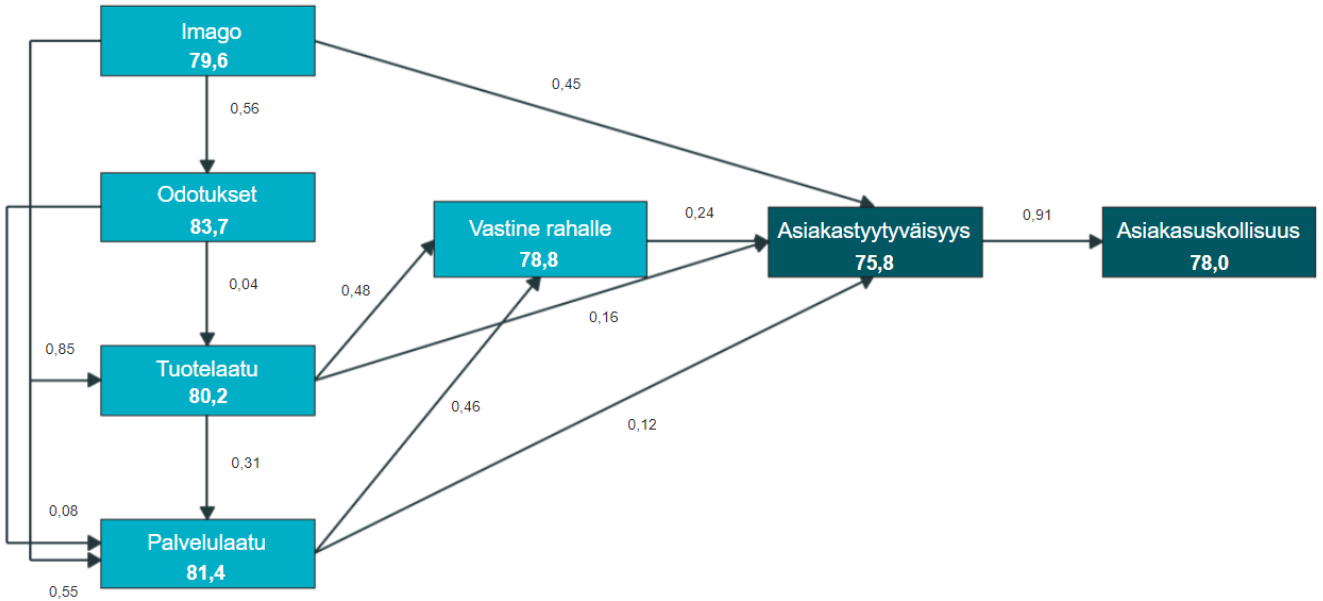 Imago
79,6
0,45
0,56
Odotukset
83,7
Vastine rahalle
78,8
0,24
Asiakastyytyväisyys
75,8
0,91
Asiakasuskollisuus
78,0
0,04
0,48
0,16
0,85
Tuotelaatu
80,2
0,46
0,12
0,31
0,08
Palvelulaatu
81,4
0,55